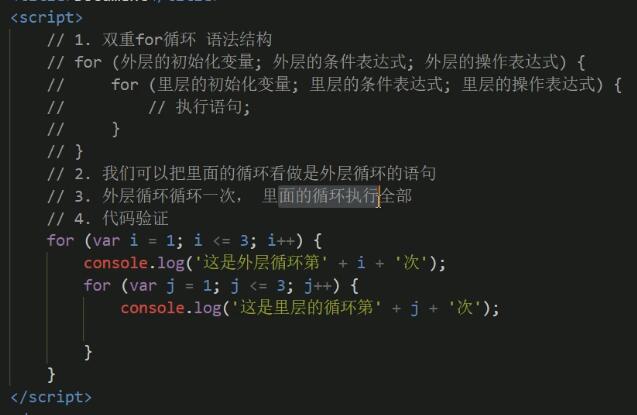 <script>
// 1. 双重for循环 语法结构
// for (外层的初始化变量; 外层的条件表达式; 外层的操作表达式) {
//     for (里层的初始化变量; 里层的条件表达式; 里层的操作表达式) {
//         // 执行语句;
//     }
// }
// 2. 我们可以把里面的循环看做是外层循环的语句
// 3. 外层循环循环一次， 里面的循环执行全部
// 4. 代码验证
for (var i = 1; i <= 3; i++) {
    console.log('这是外层循环第' + i + '次');
    for (var j = 1; j <= 3; j++) {
        console.log('这是里层的循环第' + j + '次');
    }
}
</script>